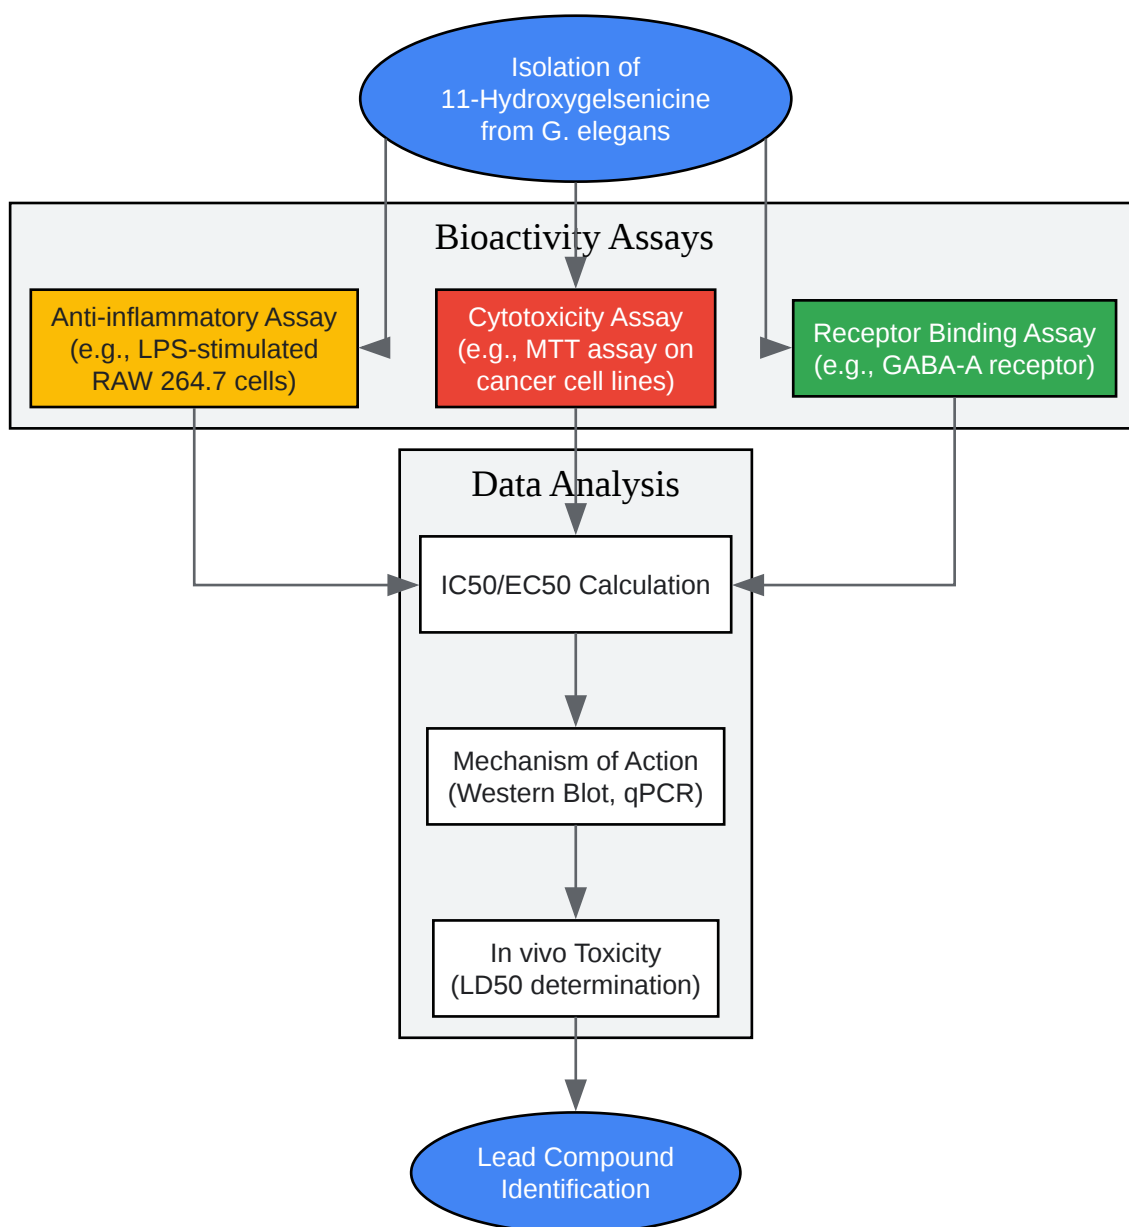 Isolation of
11-Hydroxygelsenicine
from G. elegans
Bioactivity Assays
Anti-inflammatory Assay
(e.g., LPS-stimulated
RAW 264.7 cells)
Cytotoxicity Assay
(e.g., MTT assay on
cancer cell lines)
Receptor Binding Assay
(e.g., GABA-A receptor)
Data Analysis
IC50/EC50 Calculation
Mechanism of Action
(Western Blot, qPCR)
In vivo Toxicity
(LD50 determination)
Lead Compound
Identification